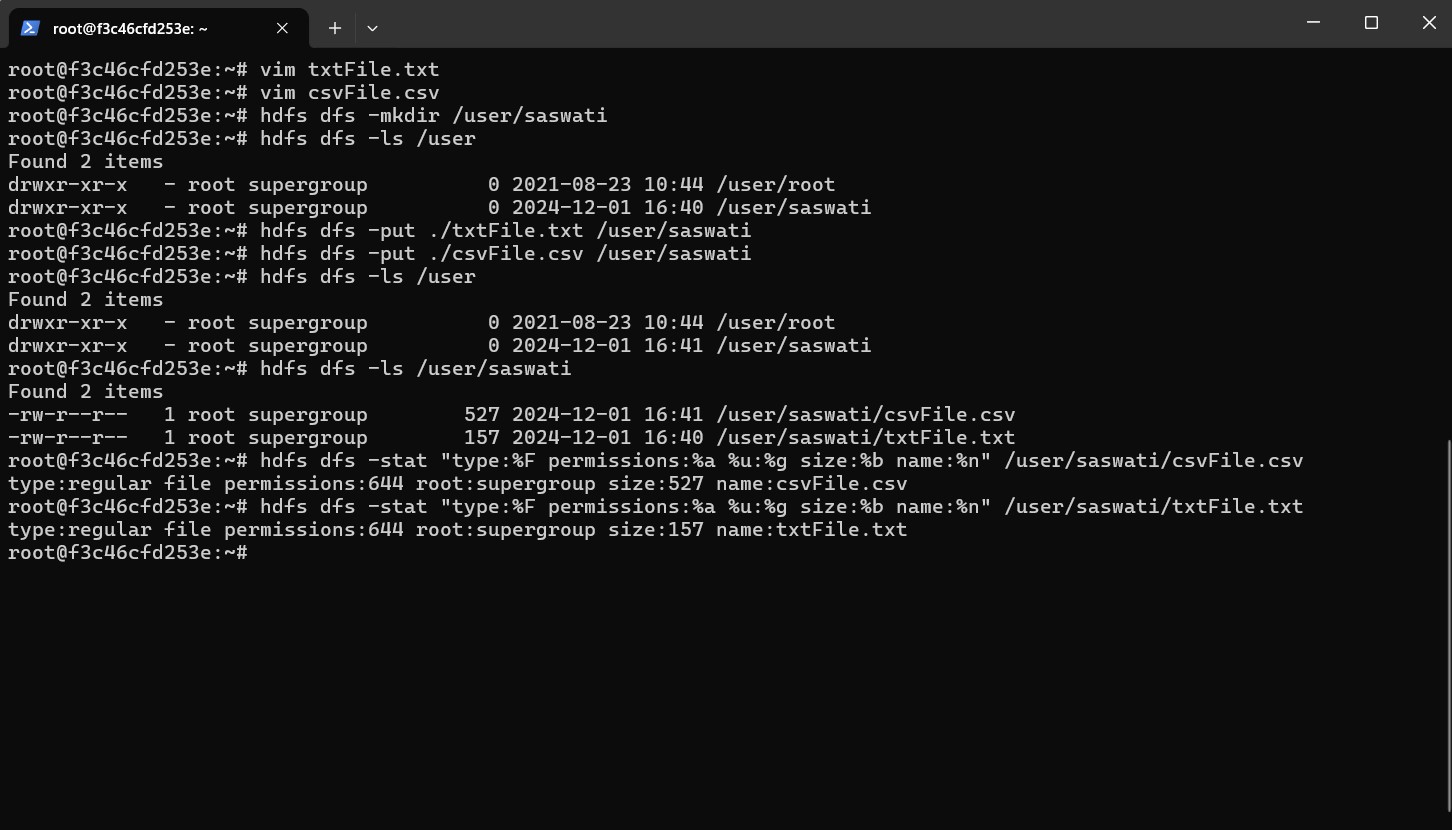 root@f3c46cfd253e: ~
root@f3c46cfd253e:~# vim txtFile.txt
root@f3c46cfd253e:~# vim csvFile.csv
root@f3c46cfd253e:~# hdfs dfs -mkdir /user/saswati
root@f3c46cfd253e:~# hdfs dfs -ls /user
Found 2 items
drwxr-xr-x   - root supergroup          0 2021-08-23 10:44 /user/root
drwxr-xr-x   - root supergroup          0 2024-12-01 16:40 /user/saswati
root@f3c46cfd253e:~# hdfs dfs -put ./txtFile.txt /user/saswati
root@f3c46cfd253e:~# hdfs dfs -put ./csvFile.csv /user/saswati
root@f3c46cfd253e:~# hdfs dfs -ls /user
Found 2 items
drwxr-xr-x   - root supergroup          0 2021-08-23 10:44 /user/root
drwxr-xr-x   - root supergroup          0 2024-12-01 16:41 /user/saswati
root@f3c46cfd253e:~# hdfs dfs -ls /user/saswati
Found 2 items
-rw-r--r--   1 root supergroup        527 2024-12-01 16:41 /user/saswati/csvFile.csv
-rw-r--r--   1 root supergroup        157 2024-12-01 16:40 /user/saswati/txtFile.txt
root@f3c46cfd253e:~# hdfs dfs -stat "type:%F permissions:%a %u:%g size:%b name:%n" /user/saswati/csvFile.csv
type:regular file permissions:644 root:supergroup size:527 name:csvFile.csv
root@f3c46cfd253e:~# hdfs dfs -stat "type:%F permissions:%a %u:%g size:%b name:%n" /user/saswati/txtFile.txt
type:regular file permissions:644 root:supergroup size:157 name:txtFile.txt
root@f3c46cfd253e:~#